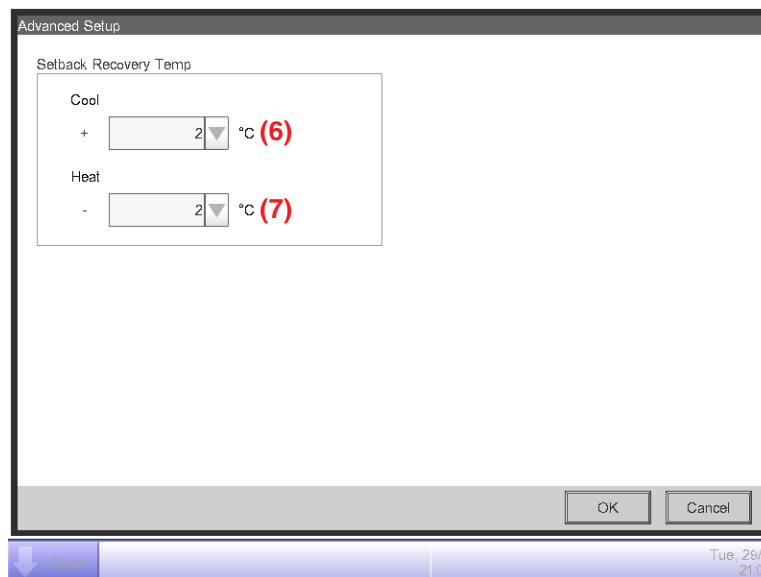 Advanced Setup
Setback Recovery Temp
Cool
+ 2 °C (6)
Heat
- 2 °C (7)
OK Cancel
Close
Tue, 29/
21:0